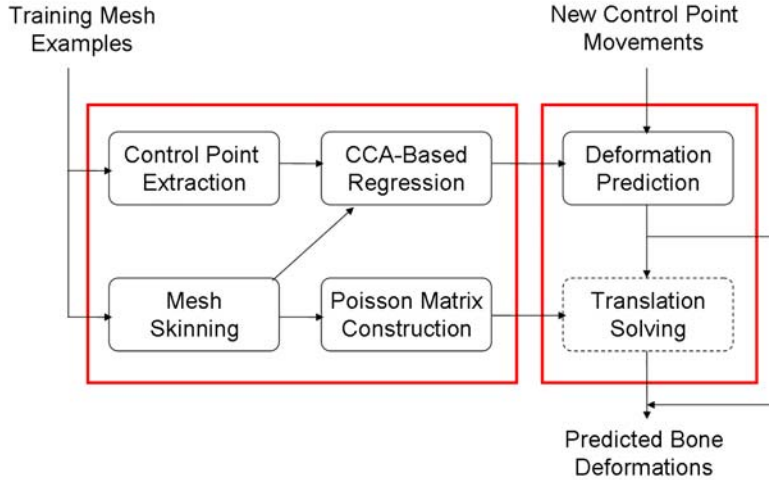 Training Mesh
Examples
New Control Point
Movements
Control Point
Extraction
CCA-Based
Regression
Deformation
Prediction
Mesh
Skinning
Poisson Matrix
Construction
Translation
Solving
Predicted Bone
Deformations